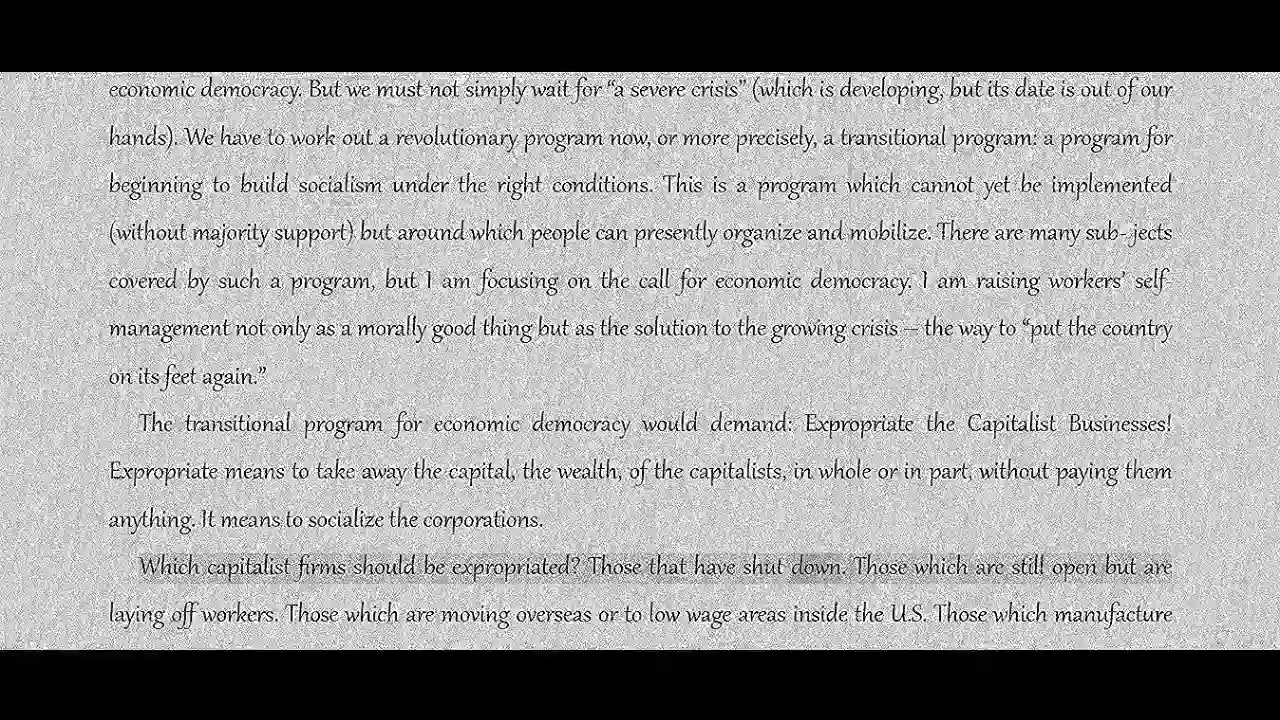 economic democracy. But we must not simply wait for “a severe crisis” (which is developing, but its date is out of our
hands). We have to work out a revolutionary program now, or more precisely, a transitional program: a program for
beginning to build socialism under the right conditions. This is a program which cannot yet be implemented
(without majority support) but around which people can presently organize and mobilize. There are many sub-jects
covered by such a program, but I am focusing on the call for economic democracy. I am raising workers’ self-
management not only as a morally good thing but as the solution to the growing crisis – the way to “put the country
on its feet again.”
The transitional program for economic democracy would demand: Expropriate the Capitalist Businesses!
Expropriate means to take away the capital, the wealth, of the capitalists, in whole or in part, without paying them
anything. It means to socialize the corporations.
Which capitalist firms should be expropriated? Those that have shut down. Those which are still open but are
laying off workers. Those which are moving overseas or to low wage areas inside the U.S. Those which manufacture